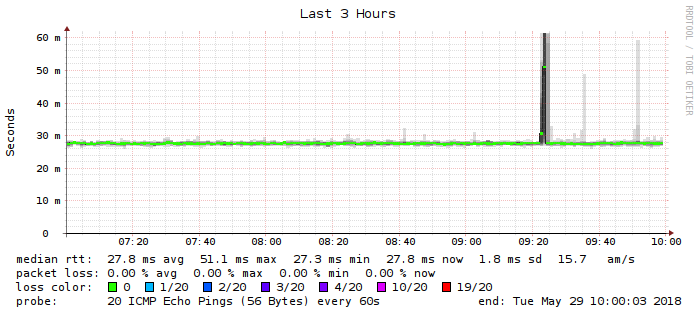 Last 3 Hours
RRDTOOL / TOBI OETIKER
Seconds
60 m
50 m
40 m
30 m
20 m
10 m
0
07:20 07:40 08:00 08:20 08:40 09:00 09:20 09:40 10:00
median rtt: 27.8 ms avg 51.1 ms max 27.3 ms min 27.8 ms now 1.8 ms sd 15.7 am/s
packet loss: 0.00 % avg 0.00 % max 0.00 % min 0.00 % now
loss color: 0 1/20 2/20 3/20 4/20 10/20 19/20
probe: 20 ICMP Echo Pings (56 Bytes) every 60s end: Tue May 29 10:00:03 2018